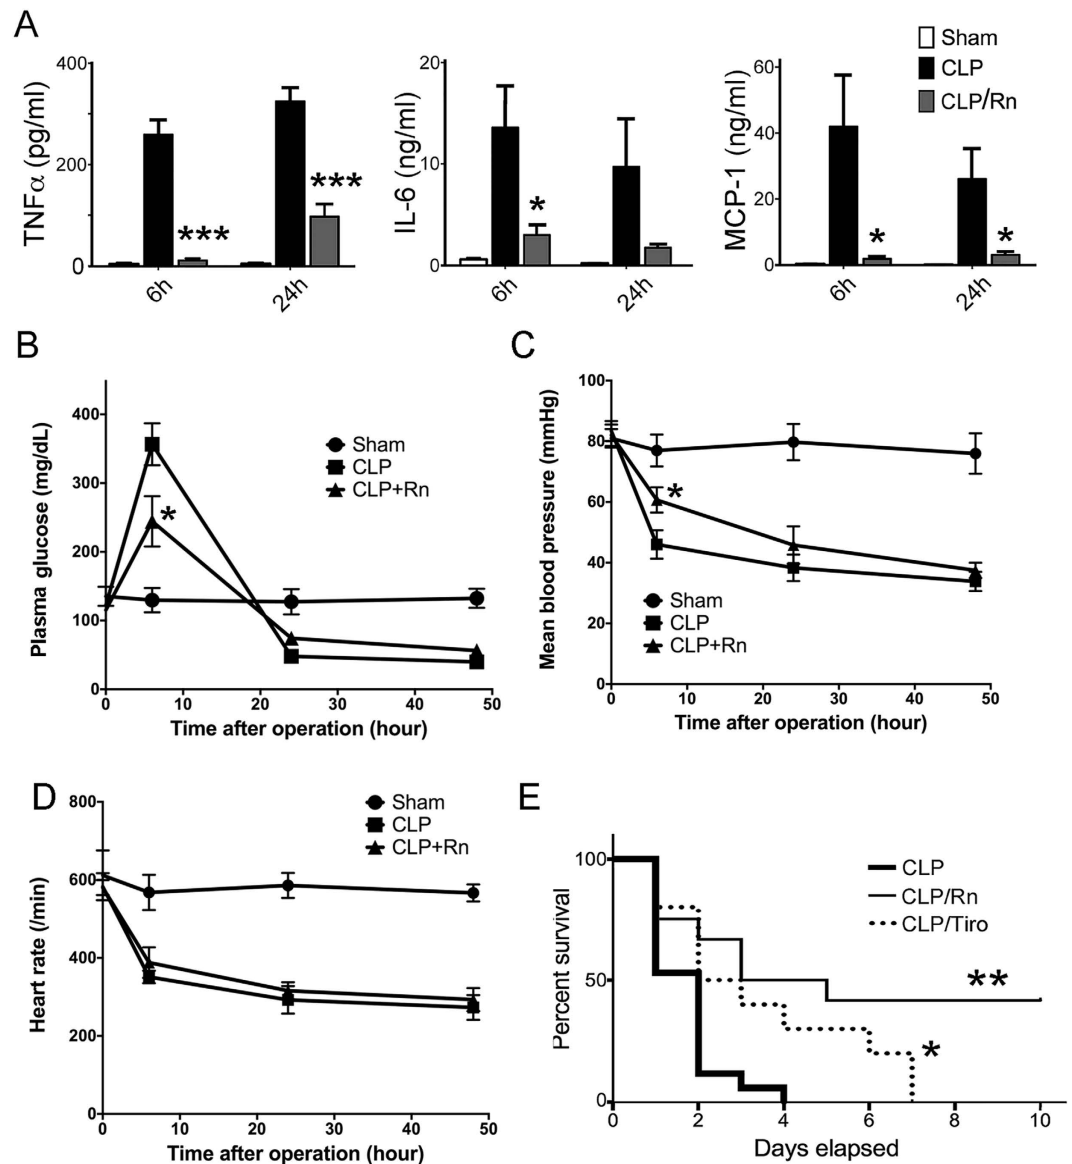 A
Sham
CLP
CLP/Rn
TNFα (pg/ml)
400
200
0
***
***
6h
24h
IL-6 (ng/ml)
20
10
0
*
6h
24h
MCP-1 (ng/ml)
60
40
20
0
*
*
6h
24h
B
Plasma glucose (mg/dL)
400
300
200
100
0
*
Sham
CLP
CLP+Rn
0 10 20 30 40 50
Time after operation (hour)
C
Mean blood pressure (mmHg)
100
80
60
40
20
0
*
Sham
CLP
CLP+Rn
0 10 20 30 40 50
Time after operation (hour)
D
Heart rate (/min)
800
600
400
200
0
Sham
CLP
CLP+Rn
0 10 20 30 40 50
Time after operation (hour)
E
Percent survival
100
50
0
CLP
CLP/Rn
CLP/Tiro
**
*
0 2 4 6 8 10
Days elapsed